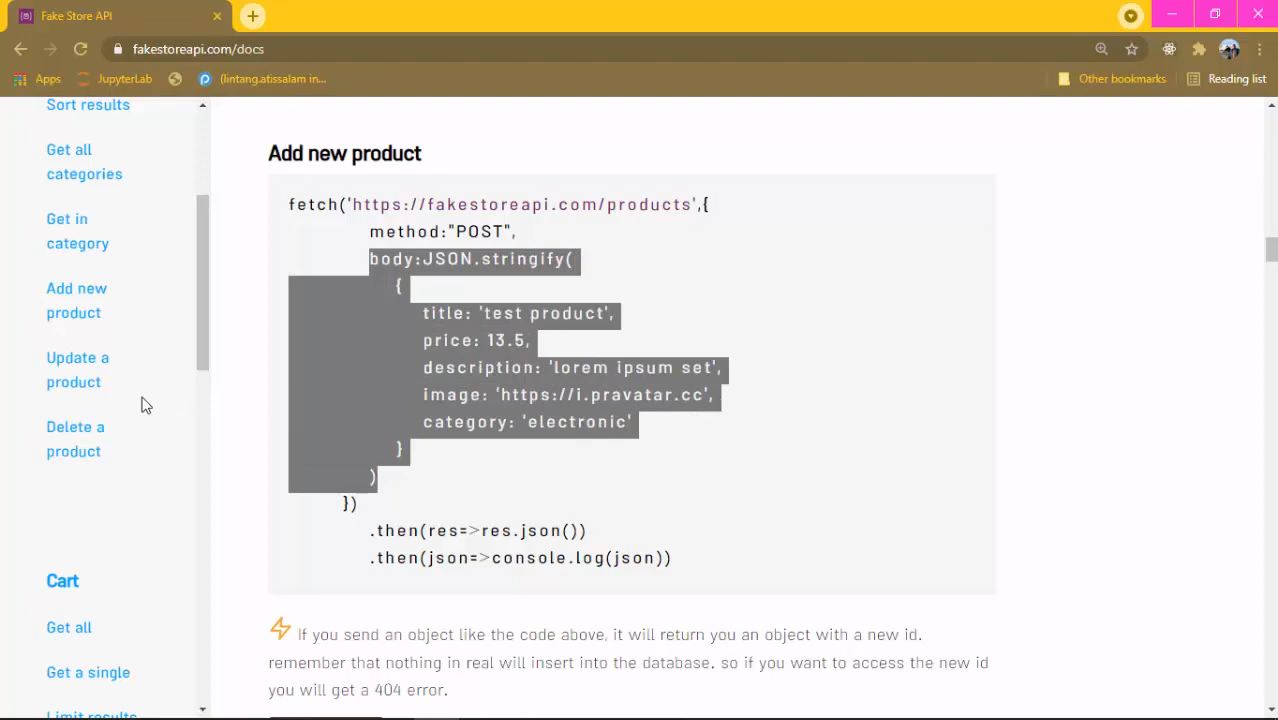 Fake Store API
fakestoreapi.com/docs
Apps
JupyterLab
(lintang.atissalam in...
Other bookmarks
Reading list
Sort results
Get all
categories
Get in
category
Add new
product
Update a
product
Delete a
product
Cart
Get all
Get a single
Limit results
Add new product
fetch('https://fakestoreapi.com/products',{
method:"POST",
body:JSON.stringify(
{
title: 'test product',
price: 13.5,
description: 'lorem ipsum set',
image: 'https://i.pravatar.cc',
category: 'electronic'
}
)
})
.then(res=>res.json())
.then(json=>console.log(json))
If you send an object like the code above, it will return you an object with a new id.
remember that nothing in real will insert into the database. so if you want to access the new id
you will get a 404 error.